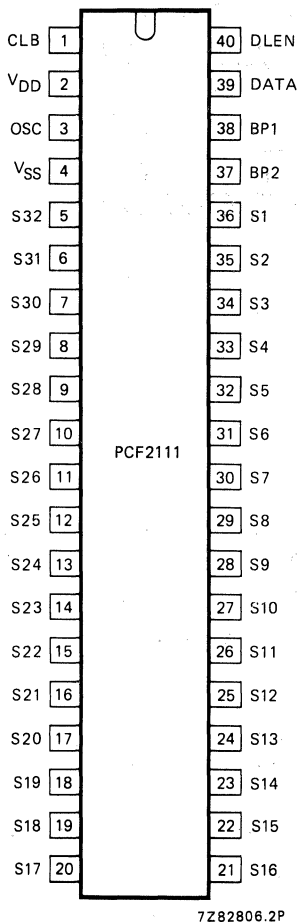 CLB 1 40 DLEN
VDD 2 39 DATA
OSC 3 38 BP1
VSS 4 37 BP2
S32 5 36 S1
S31 6 35 S2
S30 7 34 S3
S29 8 33 S4
S28 9 32 S5
S27 10 31 S6
PCF2111
S26 11 30 S7
S25 12 29 S8
S24 13 28 S9
S23 14 27 S10
S22 15 26 S11
S21 16 25 S12
S20 17 24 S13
S19 18 23 S14
S18 19 22 S15
S17 20 21 S16
7Z82806.2P